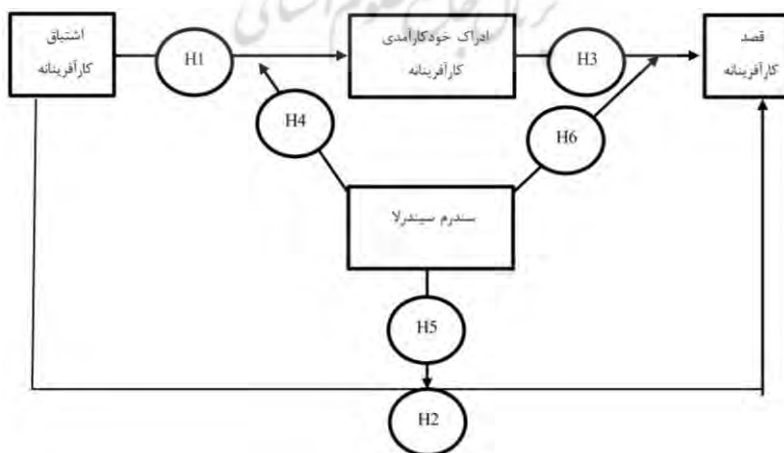 اشتیاق
کارآفرینانه
H1
ادراک خودکارآمدی
کارآفرینانه
H3
قصد
کارآفرینانه
H4
H6
سندرم سیندرلا
H5
H2